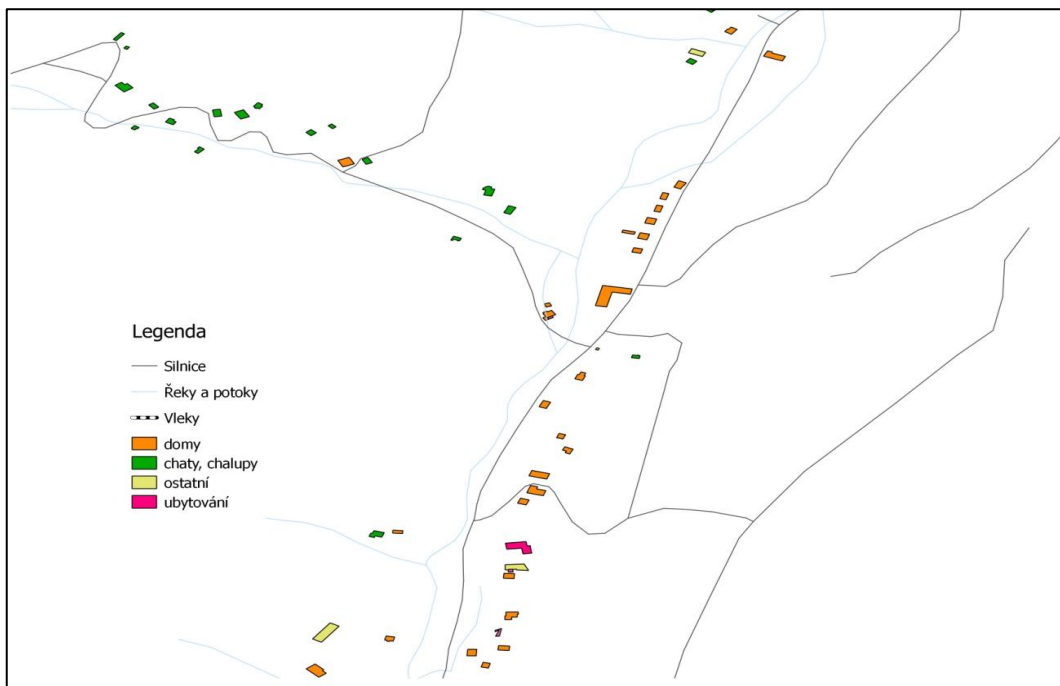 Legenda
Silnice
Řeky a potoky
Vleky
domy
chaty, chalupy
ostatní
ubytování